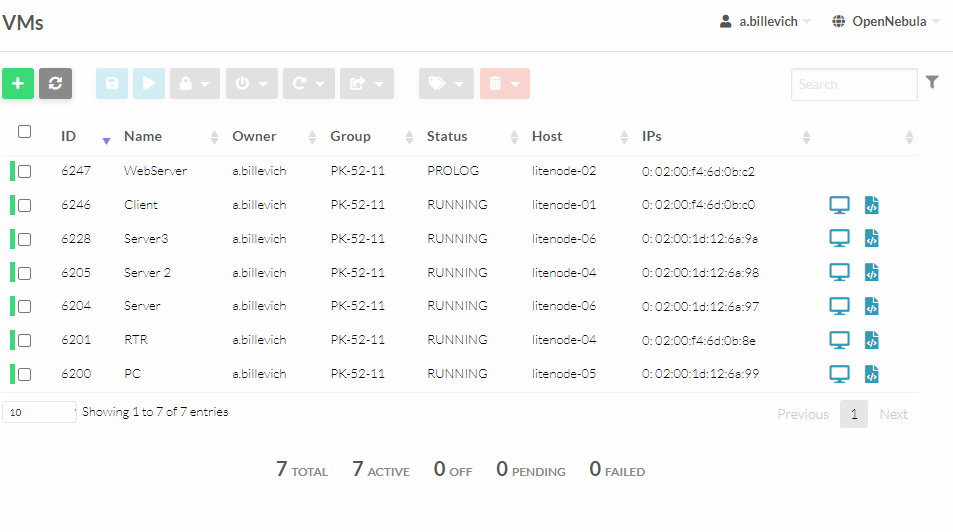 VMs a.billevich OpenNebula
Search
ID Name Owner Group Status Host IPs
6247 WebServer a.billevich PK-52-11 PROLOG litenode-02 0: 02:00:f4:6d:0b:c2
6246 Client a.billevich PK-52-11 RUNNING litenode-01 0: 02:00:f4:6d:0b:c0
6228 Server3 a.billevich PK-52-11 RUNNING litenode-06 0: 02:00:1d:12:6a:9a
6205 Server 2 a.billevich PK-52-11 RUNNING litenode-04 0: 02:00:1d:12:6a:98
6204 Server a.billevich PK-52-11 RUNNING litenode-06 0: 02:00:1d:12:6a:97
6201 RTR a.billevich PK-52-11 RUNNING litenode-04 0: 02:00:f4:6d:0b:8e
6200 PC a.billevich PK-52-11 RUNNING litenode-05 0: 02:00:1d:12:6a:99
10 Showing 1 to 7 of 7 entries Previous 1 Next
7 TOTAL 7 ACTIVE 0 OFF 0 PENDING 0 FAILED